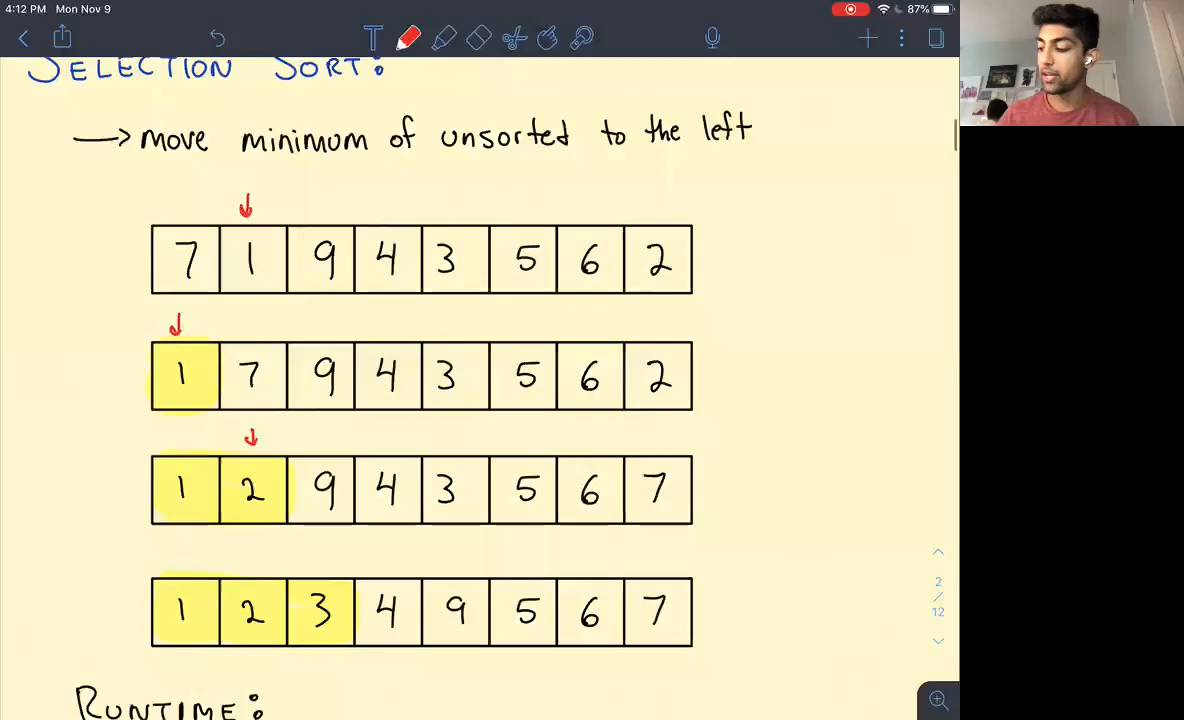 4:12 PM Mon Nov 9
87%
SELECTION SORT:
→ move minimum of unsorted to the left
7 1 9 4 3 5 6 2
1 7 9 4 3 5 6 2
1 2 9 4 3 5 6 7
1 2 3 4 9 5 6 7
2
/
12
RUNTIME: